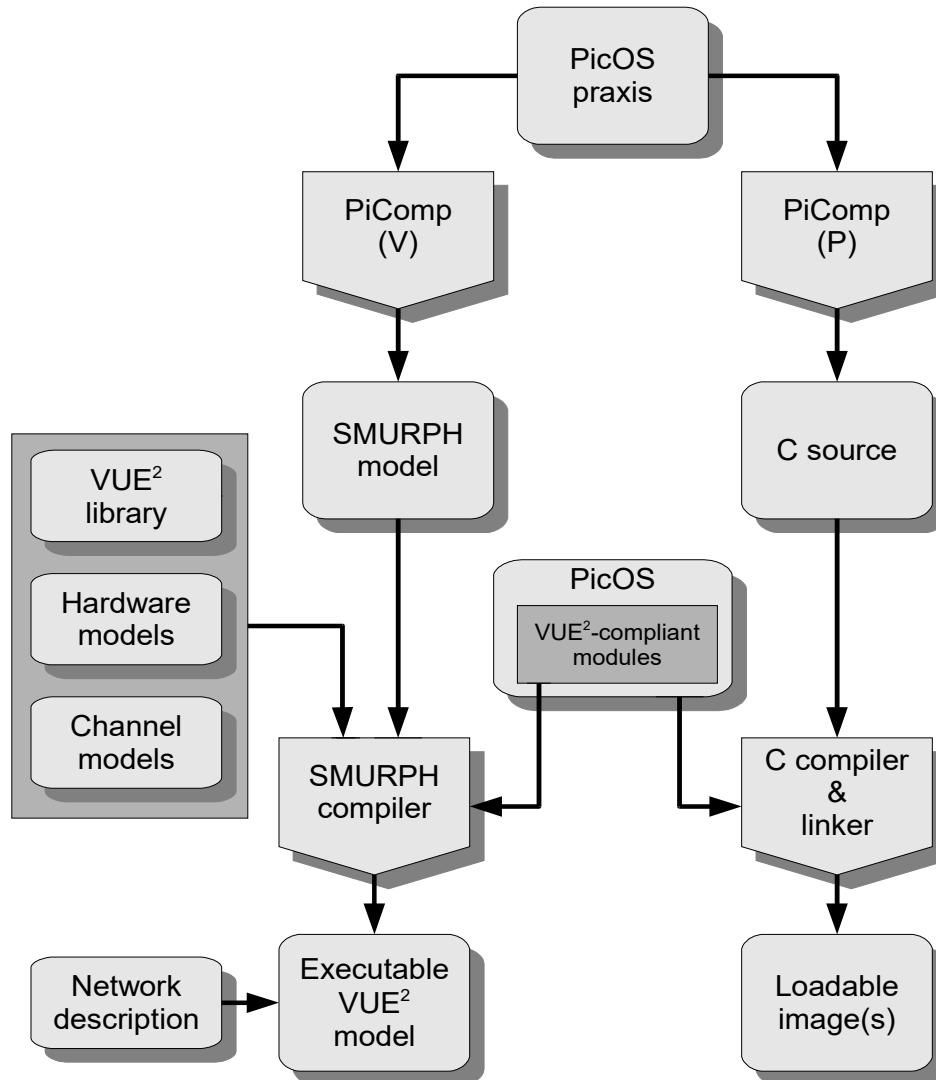 PicOS
praxis
PiComp
(V)
PiComp
(P)
SMURPH
model
C source
VUE²
library
Hardware
models
Channel
models
PicOS
VUE²-compliant
modules
SMURPH
compiler
C compiler
&
linker
Network
description
Executable
VUE²
model
Loadable
image(s)